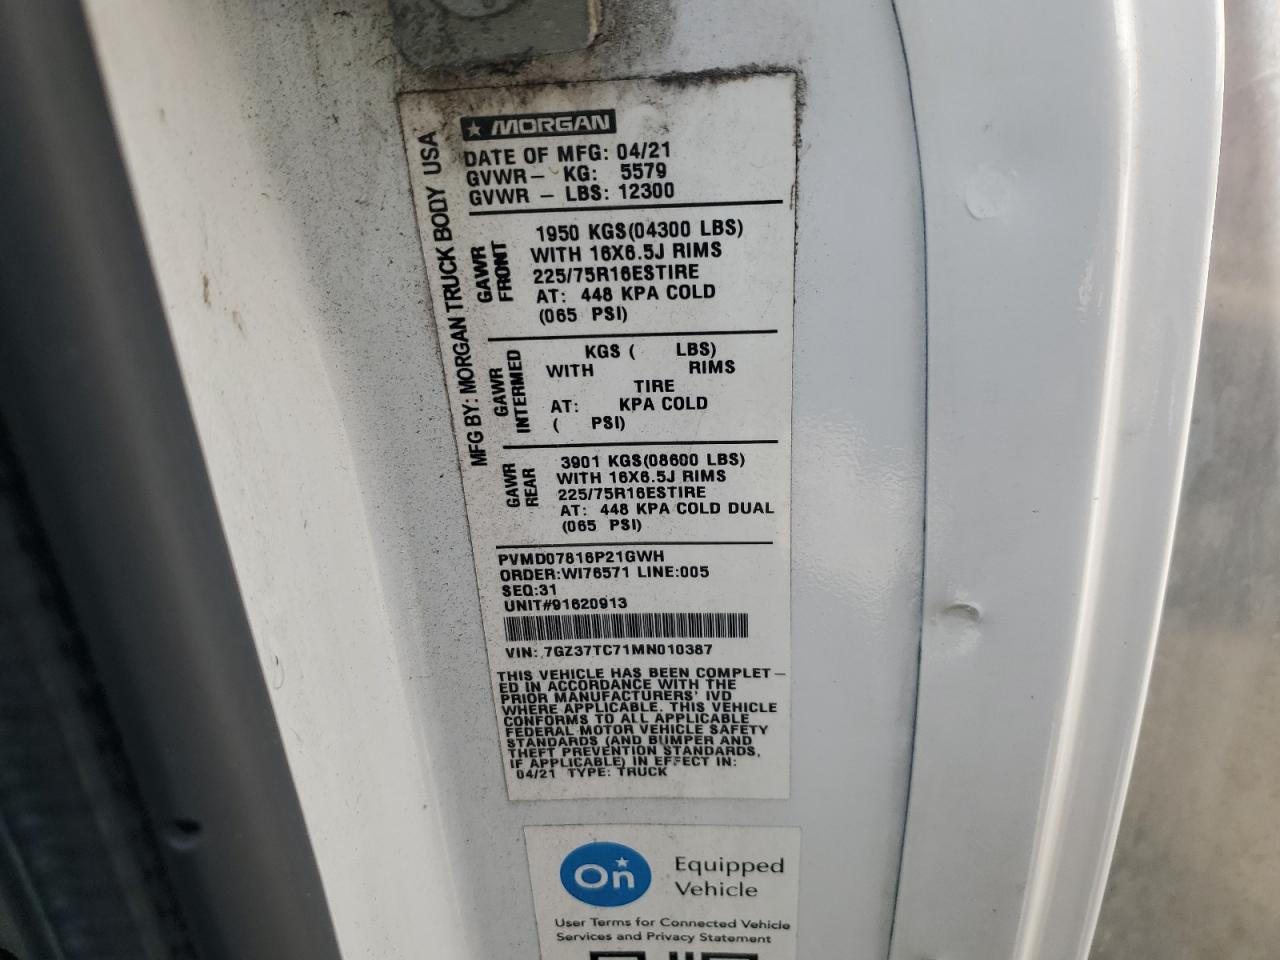 MORGAN
DATE OF MFG: 04/21
GVWR- KG: 5579
GVWR - LBS: 12300
MFG BY: MORGAN TRUCK BODY USA
GAWR FRONT
1950 KGS(04300 LBS)
WITH 16X6.5J RIMS
225/75R16ESTIRE
AT: 448 KPA COLD
(065 PSI)
GAWR INTERMED
KGS ( LBS)
WITH RIMS
TIRE
AT: KPA COLD
( PSI)
GAWR REAR
3901 KGS(08600 LBS)
WITH 16X6.5J RIMS
225/75R16ESTIRE
AT: 448 KPA COLD DUAL
(065 PSI)
PVMD07816P21GWH
ORDER:WI76571 LINE:005
SEQ:31
UNIT#91620913
VIN: 7GZ37TC71MN010387
THIS VEHICLE HAS BEEN COMPLET-
ED IN ACCORDANCE WITH THE
PRIOR MANUFACTURERS' IVD
WHERE APPLICABLE. THIS VEHICLE
CONFORMS TO ALL APPLICABLE
FEDERAL MOTOR VEHICLE SAFETY
STANDARDS (AND BUMPER AND
THEFT PREVENTION STANDARDS,
IF APPLICABLE) IN EFFECT IN:
04/21 TYPE: TRUCK
On
Equipped
Vehicle
User Terms for Connected Vehicle
Services and Privacy Statement